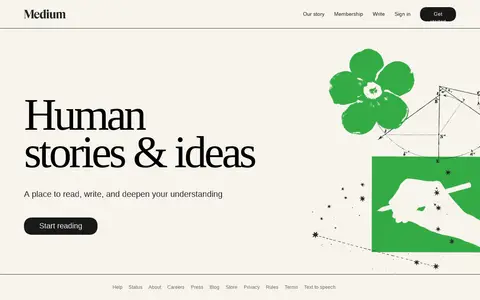 Medium
Our story Membership Write Sign in Get
Human
stories & ideas
A place to read, write, and deepen your understanding
Start reading
Help Status About Careers Press Blog Store Privacy Rules Terms Text to speech